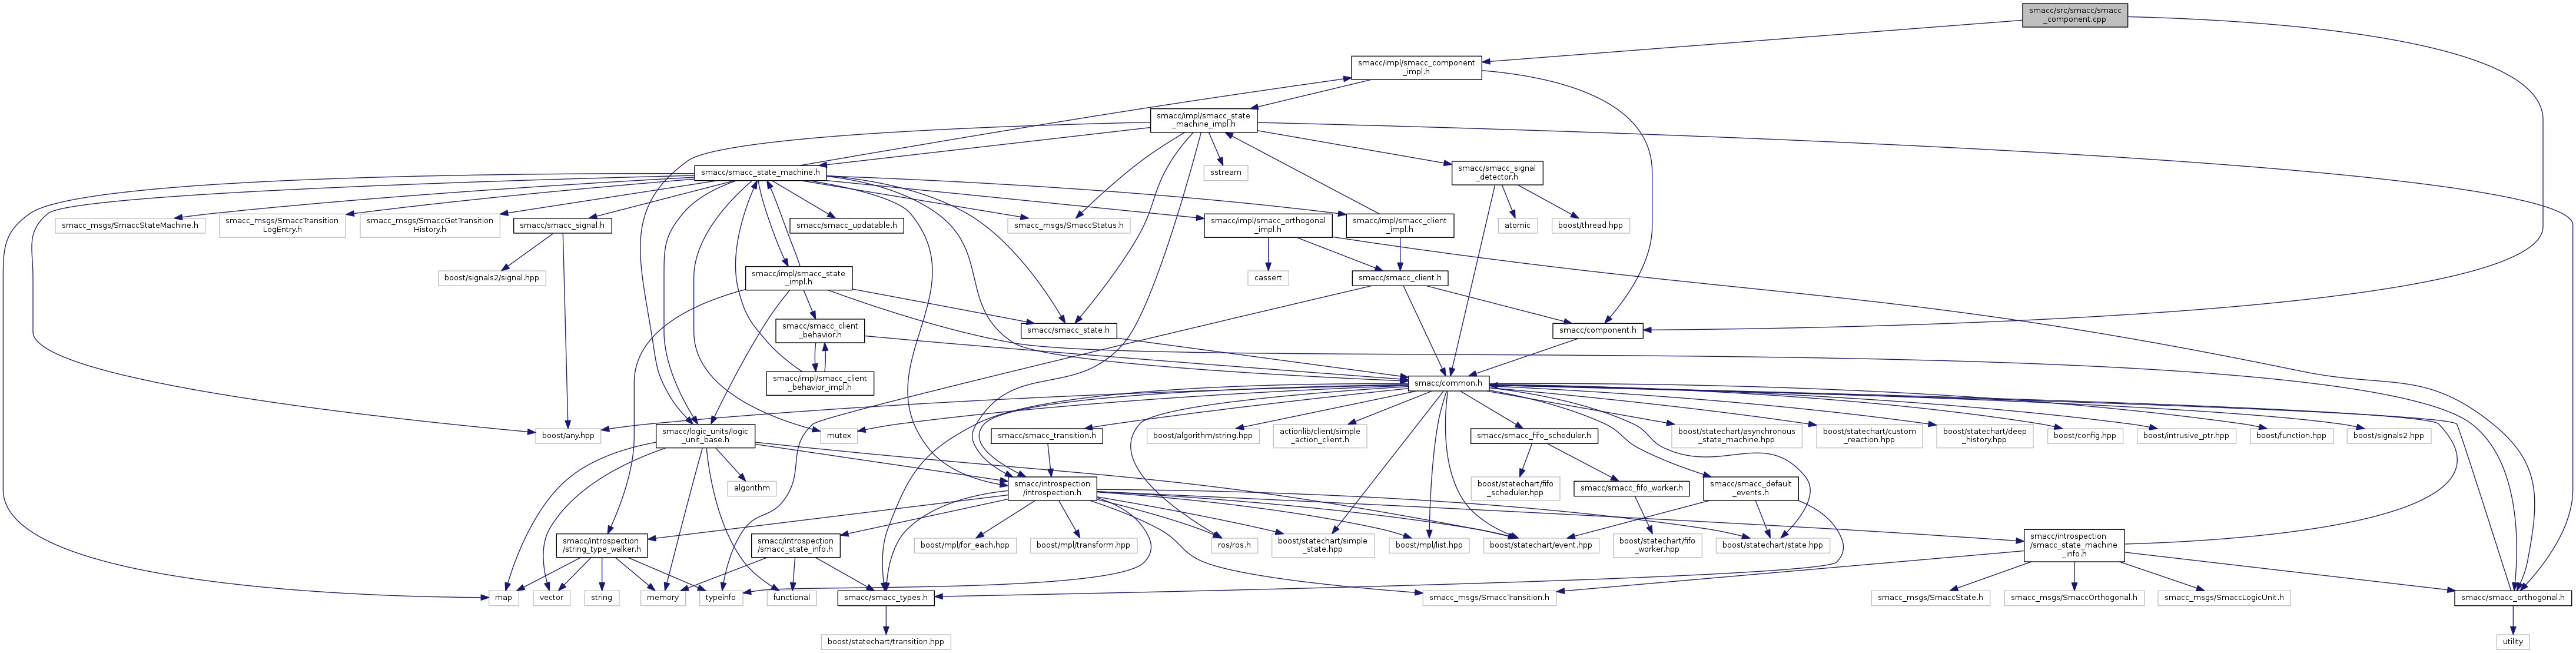 smacc/src/smacc/smacc
_component.cpp
smacc/impl/smacc_component
_impl.h
smacc/impl/smacc_state
_machine_impl.h
smacc/smacc_state_machine.h
sstream
smacc/smacc_signal
_detector.h
smacc_msgs/SmaccStateMachine.h
smacc_msgs/SmaccTransition
LogEntry.h
smacc_msgs/SmaccGetTransition
History.h
smacc/smacc_signal.h
smacc/smacc_updatable.h
smacc_msgs/SmaccStatus.h
smacc/impl/smacc_orthogonal
_impl.h
smacc/impl/smacc_client
_impl.h
atomic
boost/thread.hpp
boost/signals2/signal.hpp
smacc/impl/smacc_state
_impl.h
cassert
smacc/smacc_client.h
smacc/smacc_client
_behavior.h
smacc/smacc_state.h
smacc/component.h
smacc/impl/smacc_client
_behavior_impl.h
smacc/common.h
boost/any.hpp
smacc/logic_units/logic
_unit_base.h
mutex
smacc/smacc_transition.h
boost/algorithm/string.hpp
actionlib/client/simple
_action_client.h
smacc/smacc_fifo_scheduler.h
boost/statechart/asynchronous
_state_machine.hpp
boost/statechart/custom
_reaction.hpp
boost/statechart/deep
_history.hpp
boost/config.hpp
boost/intrusive_ptr.hpp
boost/function.hpp
boost/signals2.hpp
algorithm
smacc/introspection
/introspection.h
boost/statechart/fifo
_scheduler.hpp
smacc/smacc_fifo_worker.h
smacc/smacc_default
_events.h
smacc/introspection
/string_type_walker.h
smacc/introspection
/smacc_state_info.h
boost/mpl/for_each.hpp
boost/mpl/transform.hpp
ros/ros.h
boost/statechart/simple
_state.hpp
boost/mpl/list.hpp
boost/statechart/event.hpp
boost/statechart/fifo
_worker.hpp
boost/statechart/state.hpp
smacc/introspection
/smacc_state_machine
_info.h
map
vector
string
memory
typeinfo
functional
smacc/smacc_types.h
smacc_msgs/SmaccTransition.h
smacc_msgs/SmaccState.h
smacc_msgs/SmaccOrthogonal.h
smacc_msgs/SmaccLogicUnit.h
smacc/smacc_orthogonal.h
boost/statechart/transition.hpp
utility